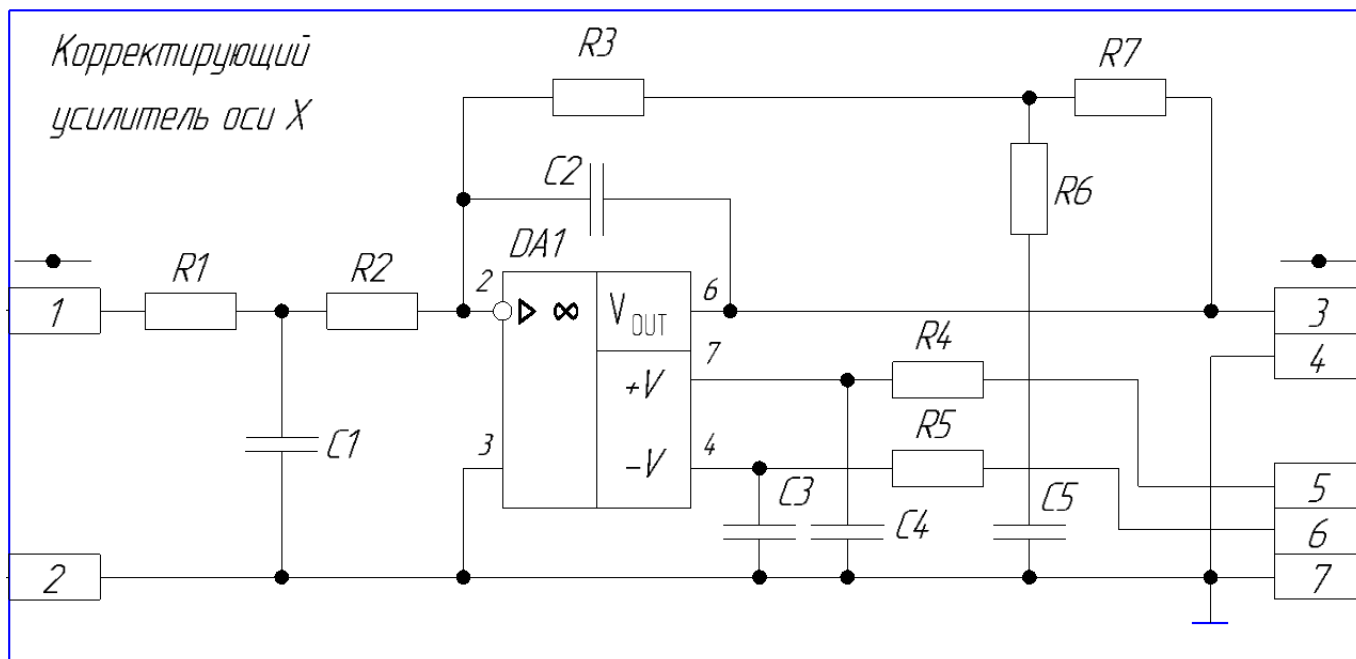 Корректирующий
усилитель оси X
R3
R7
C2
R6
DA1
R1
R2
2
▷ ∞
V OUT
6
1
3
4
7
R4
+V
R5
3
C1
-V
4
C3
C4
C5
5
6
2
7